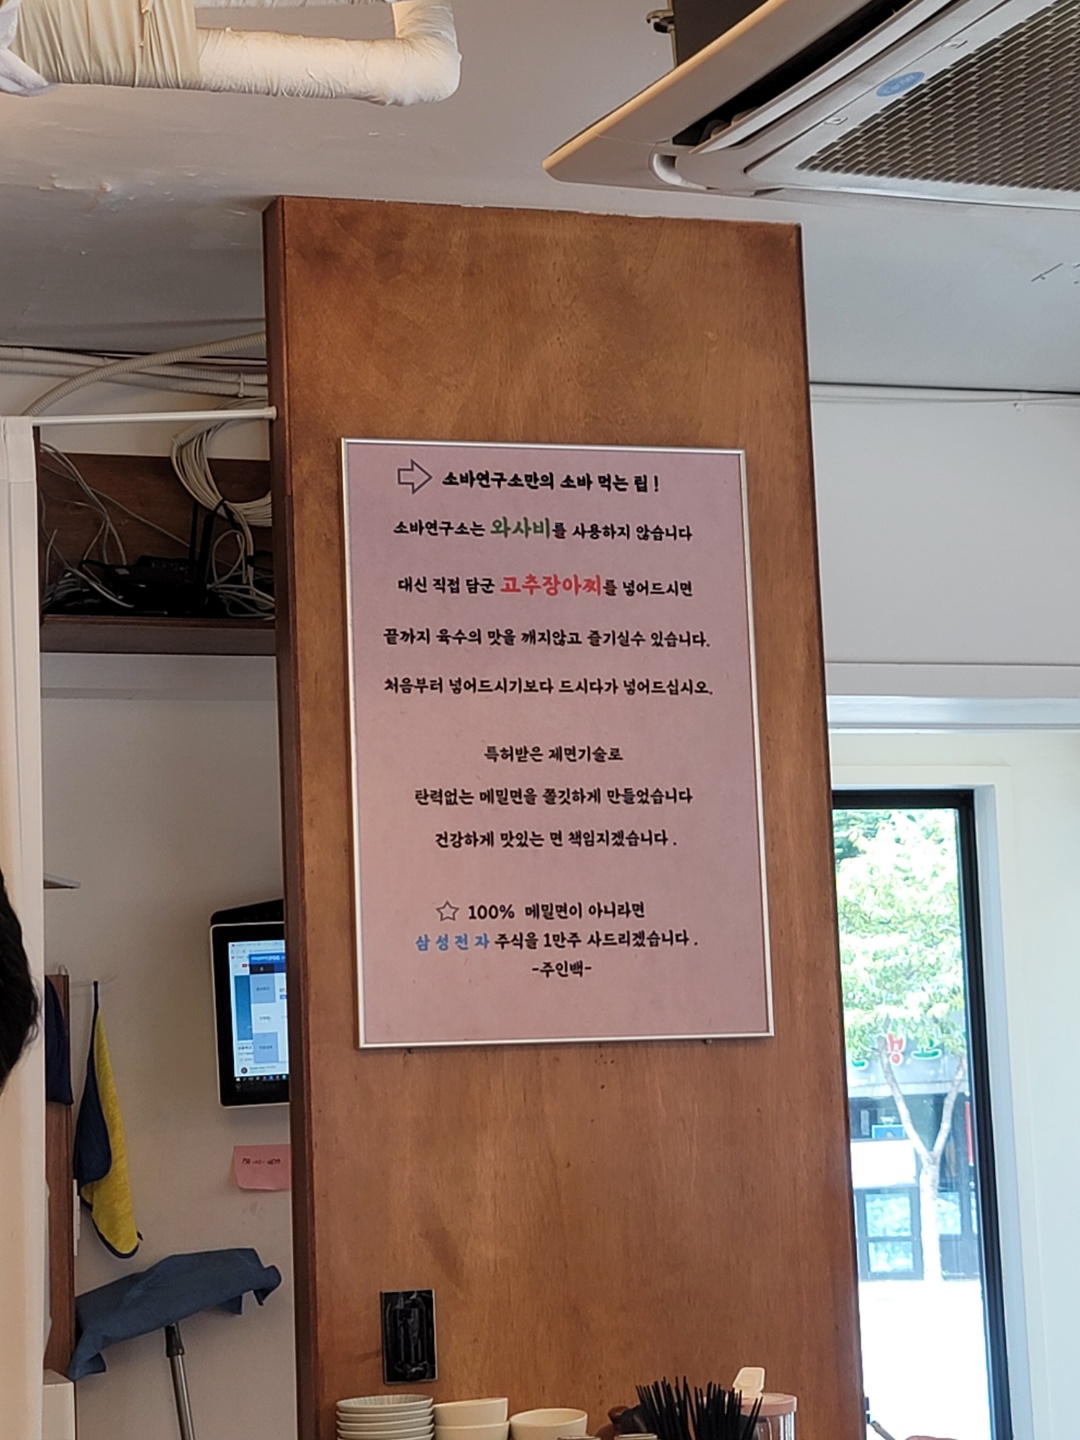 소바연구소만의 소바 먹는 팁 !
소바연구소는 와사비를 사용하지 않습니다
대신 직접 담군 고추장아찌를 넣어드시면
끝까지 육수의 맛을 깨지않고 즐기실수 있습니다.
처음부터 넣어드시기보다 드시다가 넣어드십시오.
특허받은 제면기술로
탄력없는 메밀면을 쫄깃하게 만들었습니다
건강하게 맛있는 면 책임지겠습니다 .
☆ 100% 메밀면이 아니라면
삼성전자 주식을 1만주 사드리겠습니다 .
-주인백-